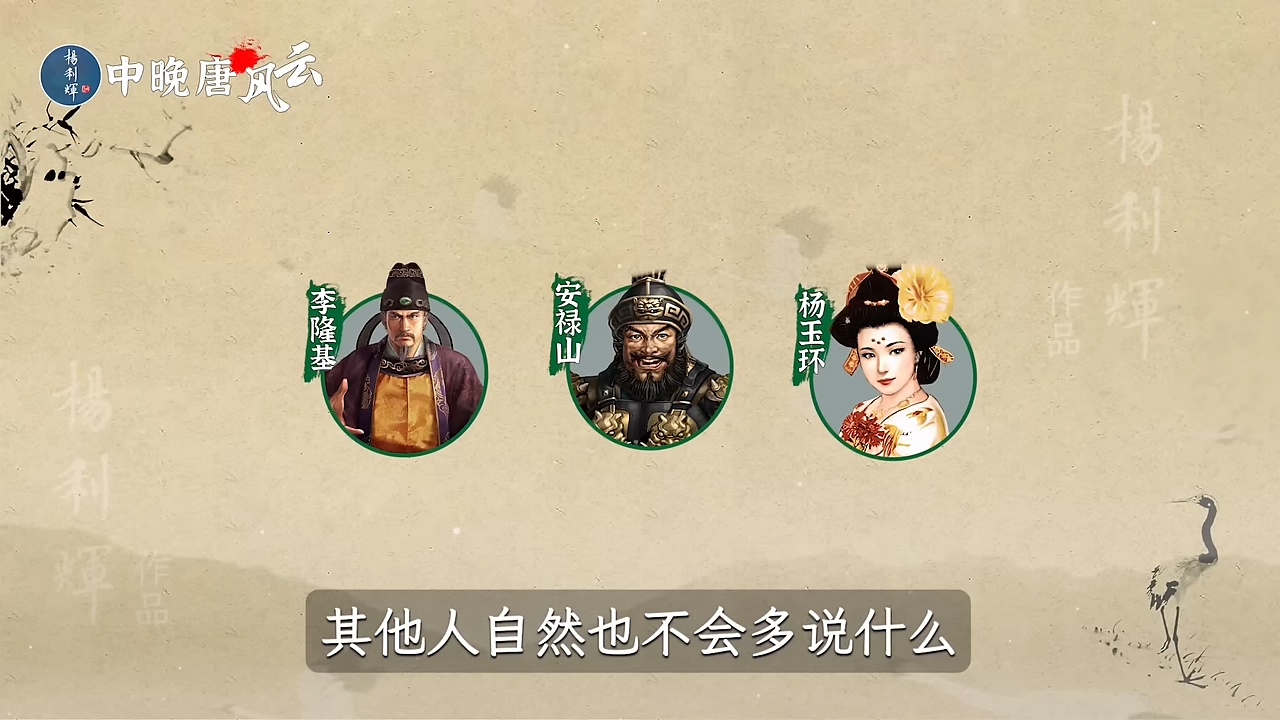 楊利輝
中晚唐风云
楊利輝
作品
李隆基
安禄山
杨玉环
楊利輝
作品
其他人自然也不会多说什么